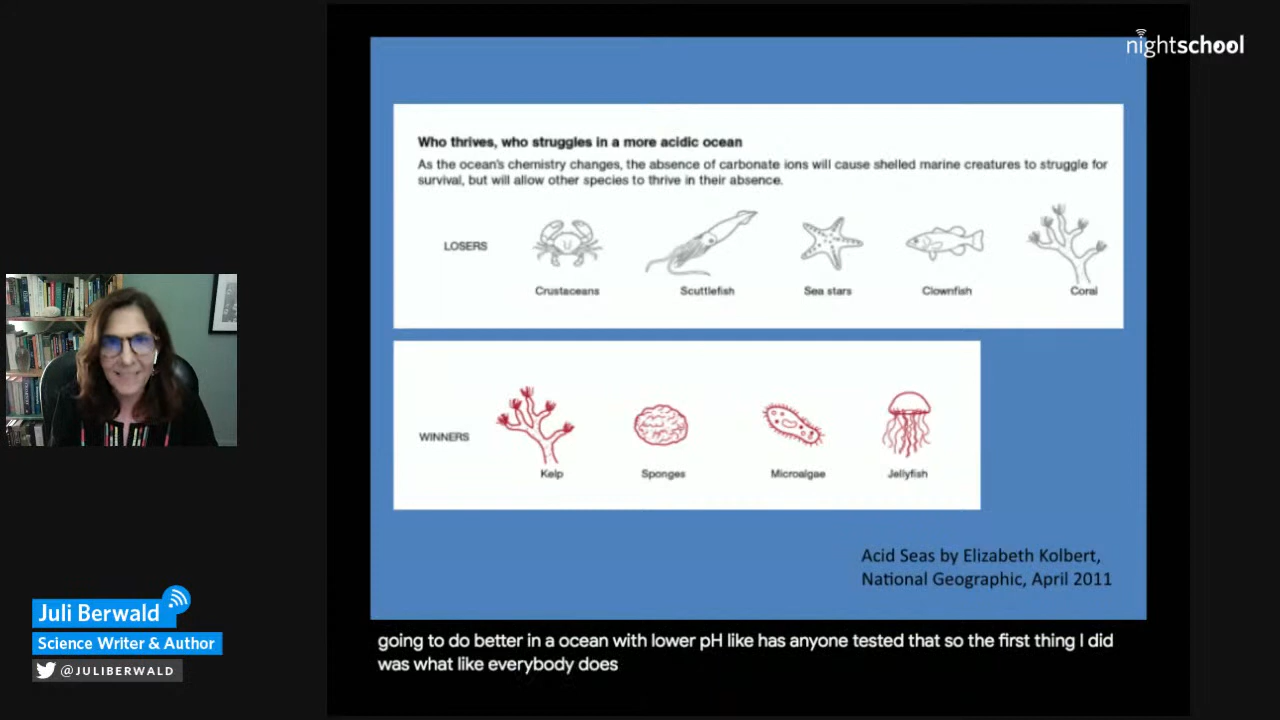 nightschool
Who thrives, who struggles in a more acidic ocean
As the ocean's chemistry changes, the absence of carbonate ions will cause shelled marine creatures to struggle for
survival, but will allow other species to thrive in their absence.
LOSERS
Crustaceans
Scuttlefish
Sea stars
Clownfish
Coral
WINNERS
Kelp
Sponges
Microalgae
Jellyfish
Acid Seas by Elizabeth Kolbert,
National Geographic, April 2011
Juli Berwald
Science Writer & Author
@JULIBERWALD
going to do better in a ocean with lower pH like has anyone tested that so the first thing I did
was what like everybody does